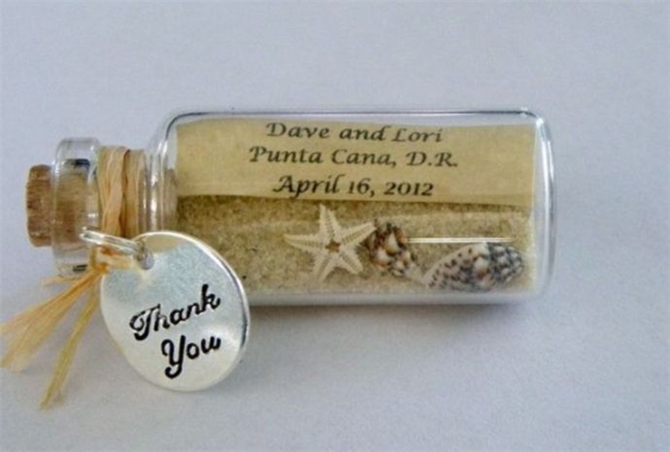 Dave and Lori
Punta Cana, D.R.
April 16, 2012
Thank
You